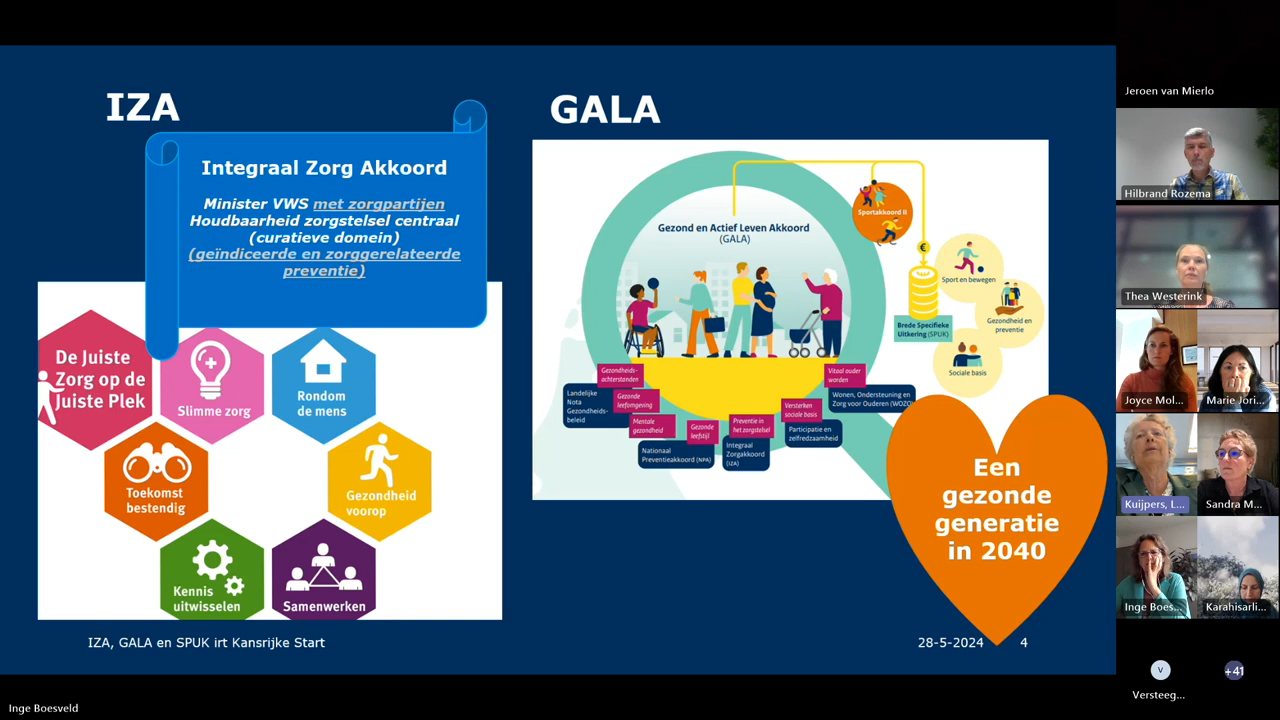 IZA
Integraal Zorg Akkoord
Minister VWS met zorgpartijen
Houdbaarheid zorgstelsel centraal
(curatieve domein)
(geïndiceerde en zorggerelateerde
preventie)
De Juiste
Zorg op de
Juiste Plek
Slimme zorg
Rondom
de mens
Toekomst
bestendig
Gezondheid
voorop
Kennis
uitwisselen
Samenwerken
GALA
Gezond en Actief Leven Akkoord
(GALA)
Sportakkoord II
€
Sport en bewegen
Gezondheid en
preventie
Brede Specifieke
Uitkering (SPUK)
Sociale basis
Gezondheids-
achterstanden
Landelijke
Nota
Gezondheids-
beleid
Gezonde
leefomgeving
Mentale
gezondheid
Gezonde
leefstijl
Nationaal
Preventieakkoord (NPA)
Preventie in
het zorgstelsel
Integraal
Zorgakkoord
(IZA)
Versterken
sociale basis
Participatie en
zelfredzaamheid
Vitaal ouder
worden
Wonen, Ondersteuning en
Zorg voor Ouderen (WOZO)
Een
gezonde
generatie
in 2040
IZA, GALA en SPUK irt Kansrijke Start
28-5-2024
4
Jeroen van Mierlo
Hilbrand Rozema
Thea Westerink
Joyce Mol...
Marie Jori...
Kuijpers, L...
Sandra M...
Inge Boes...
Karahisarli...
V
+41
Versteeg...
Inge Boesveld